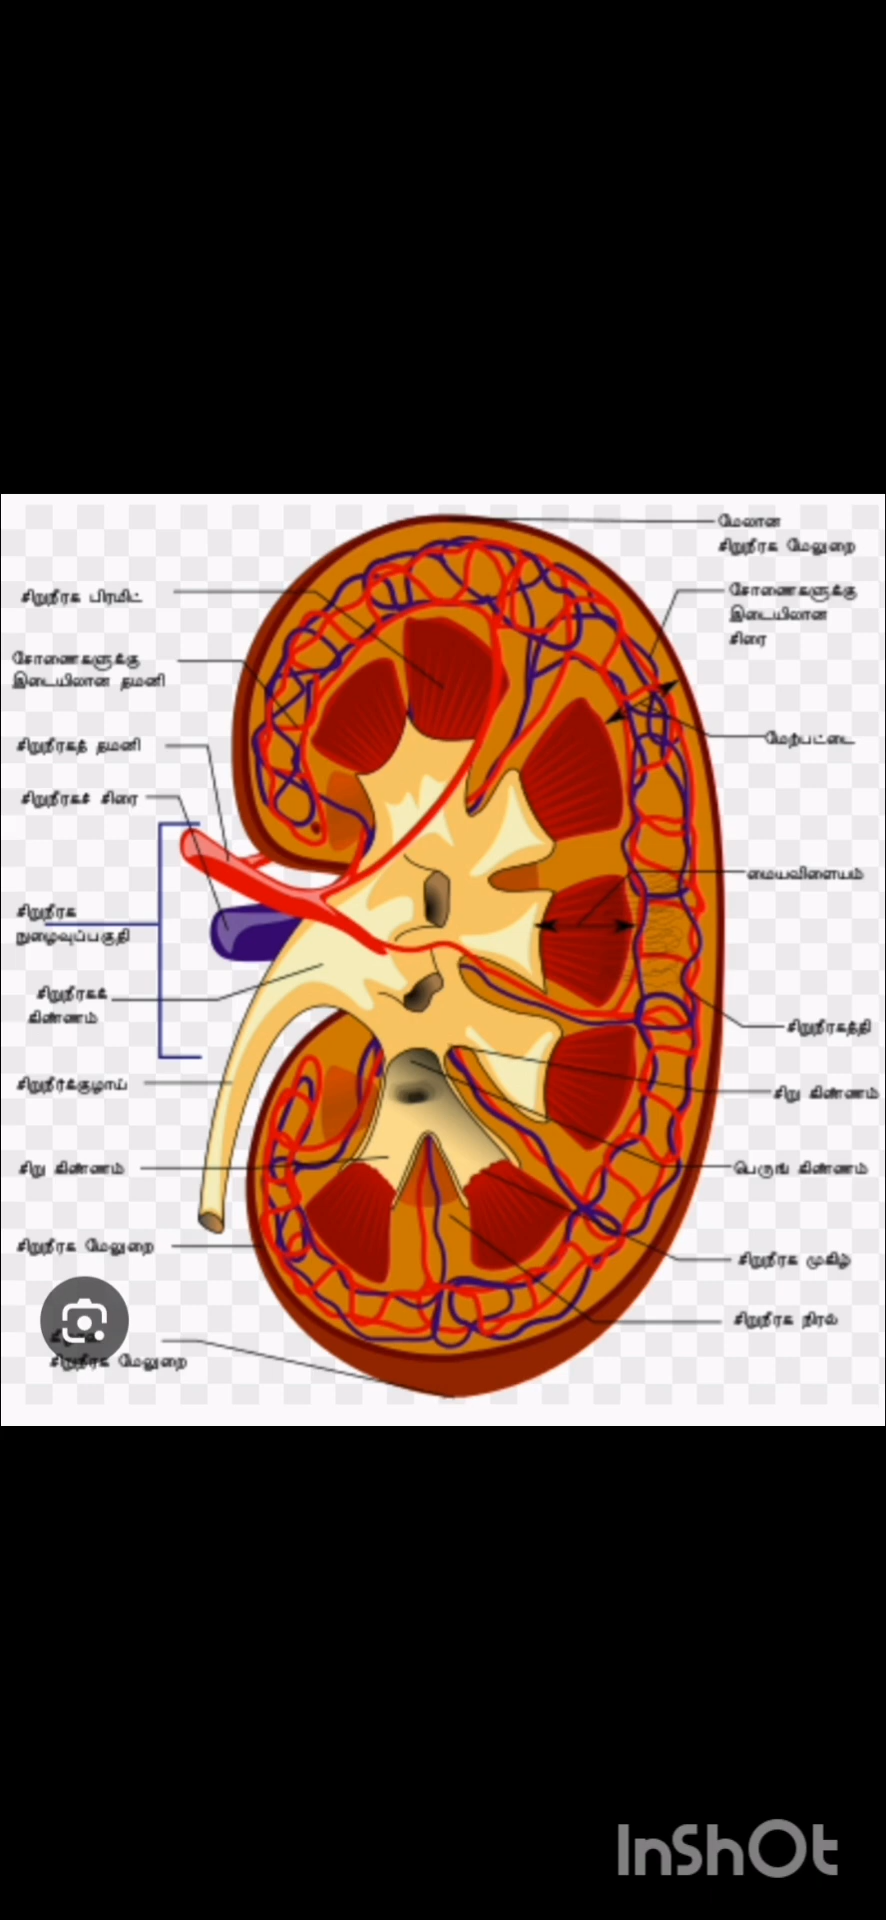 மேலான
சிறுநீரக மேலுறை
சிறுநீரக பிரமிட்
சோணைகளுக்கு
இடையிலான
சிரை
சோணைகளுக்கு
இடையிலான தமனி
மேற்பட்டை
சிறுநீரகத் தமனி
சிறுநீரகச் சிரை
மையவிளையம்
சிறுநீரக
நுழைவுப்பகுதி
சிறுநீரகக்
கிண்ணம்
சிறுநீரகத்தி
சிறுநீர்க்குழாய்
சிறு கிண்ணம்
சிறு கிண்ணம்
பெருங் கிண்ணம்
சிறுநீரக மேலுறை
சிறுநீரக முகிழ்
சிறுநீரக நிரல்
சிறுநீரக மேலுறை
InShOt